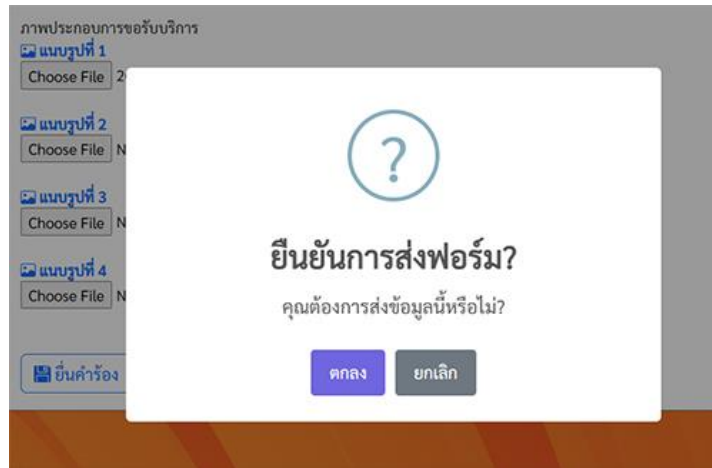 ภาพประกอบการขอรับบริการ
แนบรูปที่ 1
Choose File 2
แนบรูปที่ 2
Choose File N
แนบรูปที่ 3
Choose File N
แนบรูปที่ 4
Choose File N
?
ยืนยันการส่งฟอร์ม?
คุณต้องการส่งข้อมูลนี้หรือไม่?
ตกลง ยกเลิก
ยื่นคำร้อง